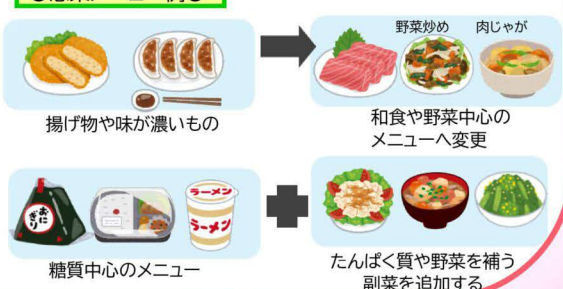 野菜炒め 肉じゃが
揚げ物や味が濃いもの
和食や野菜中心の
メニューへ変更
おにぎり
ラーメン
ラーメン
糖質中心のメニュー
たんぱく質や野菜を補う
副菜を追加する